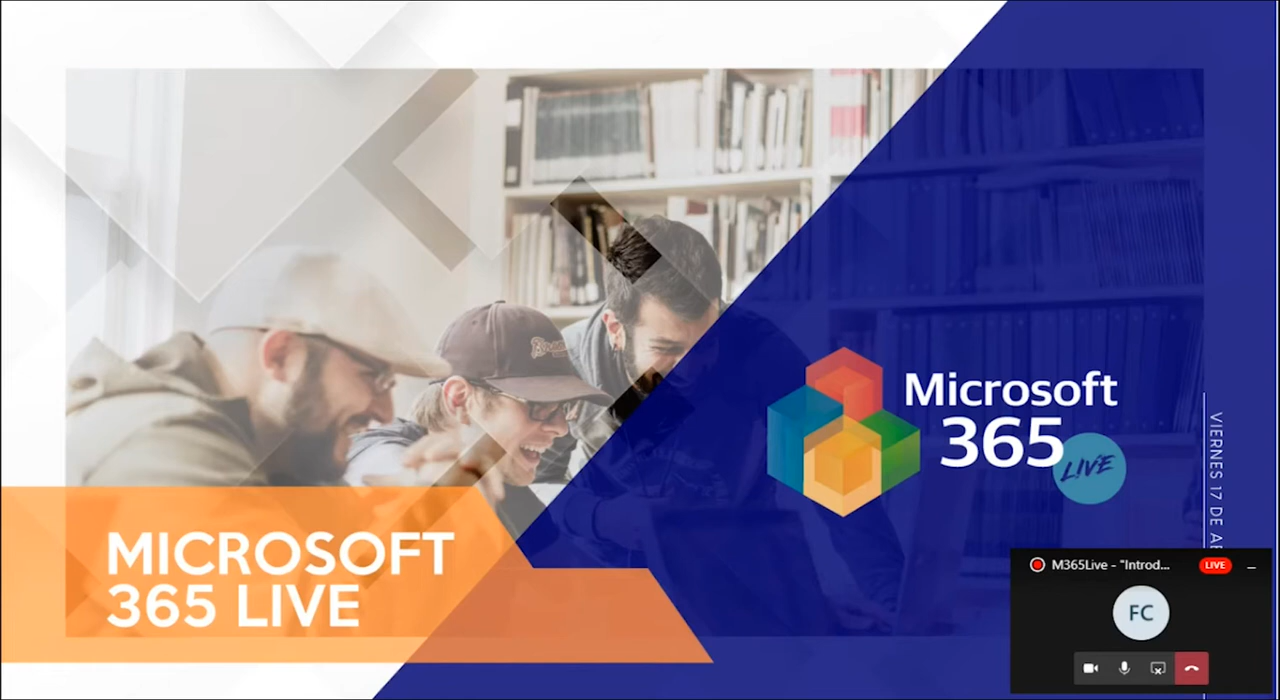 Microsoft
365
LIVE
VIERNES 17 DE
MICROSOFT
365 LIVE
M365Live - "Introd...
LIVE
FC